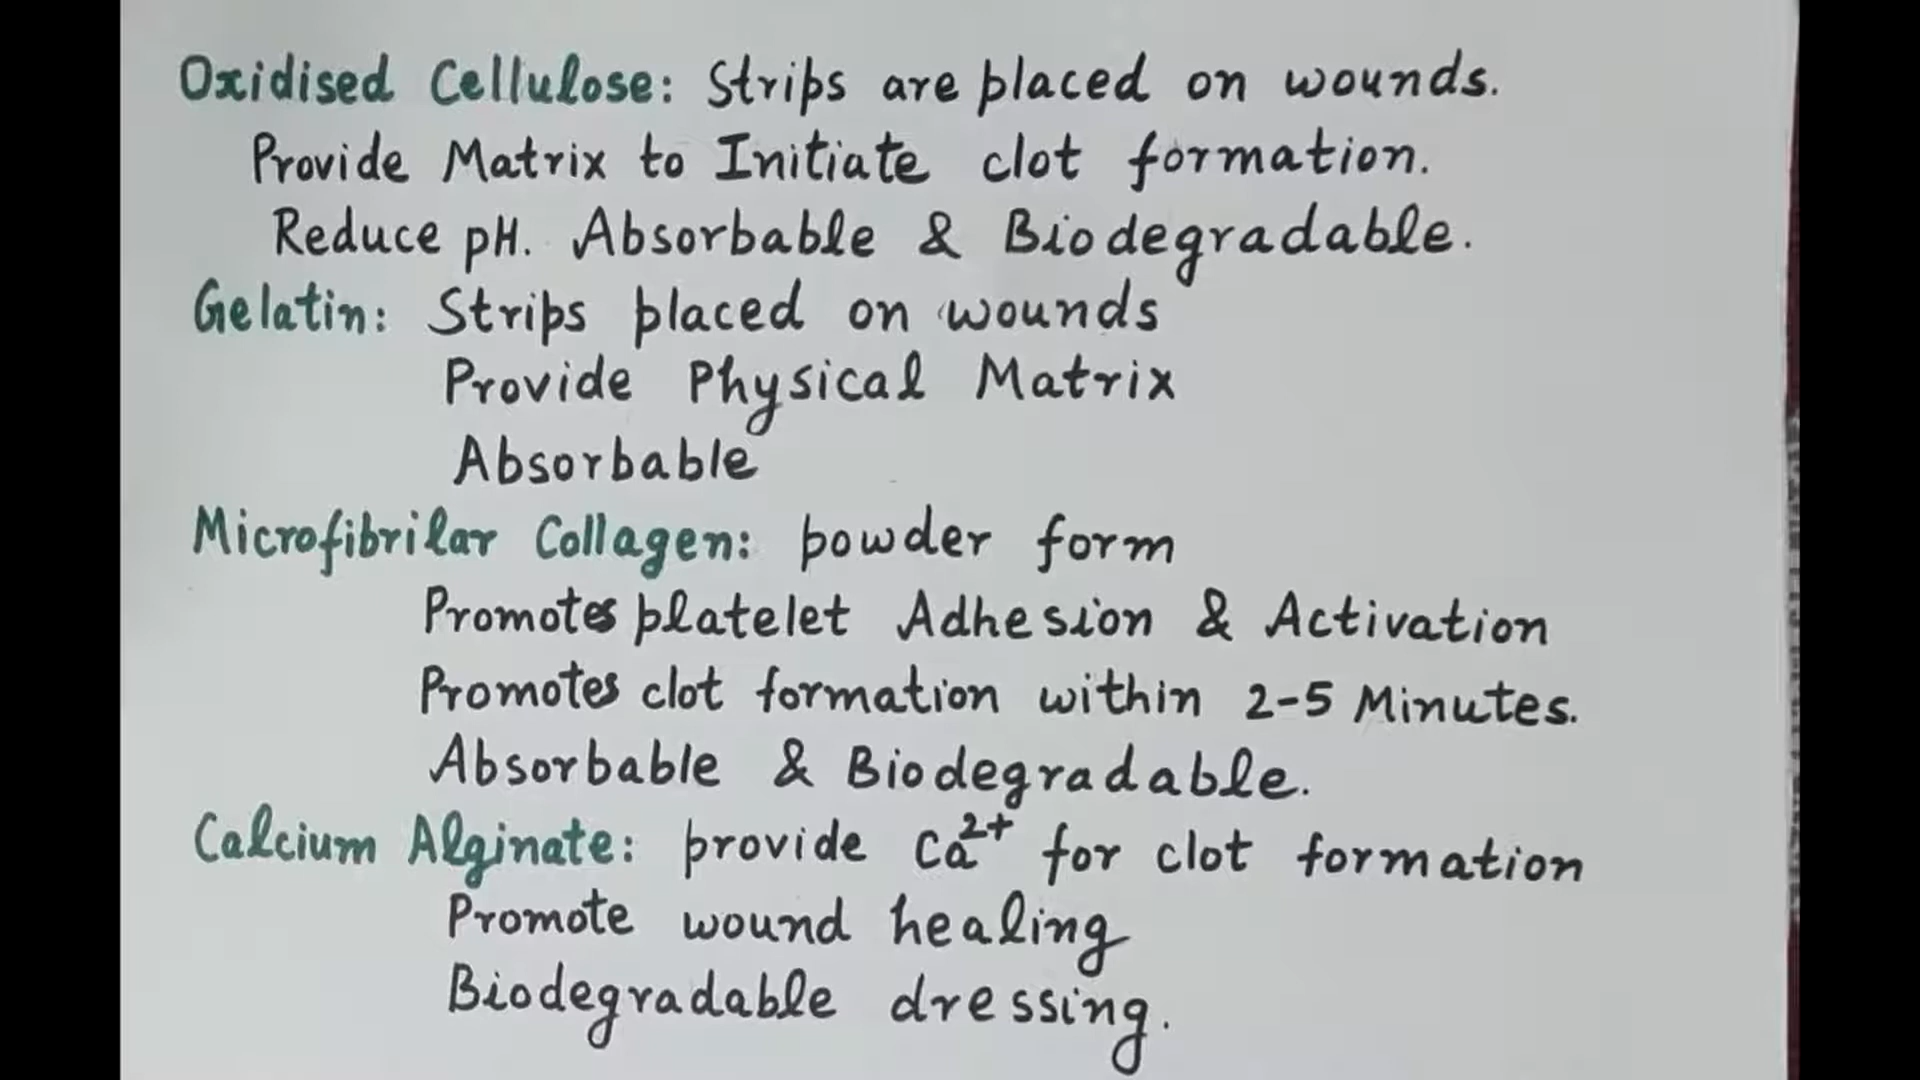 Oxidised Cellulose: Strips are placed on wounds.
Provide Matrix to Initiate clot formation.
Reduce pH. Absorbable & Biodegradable.
Gelatin: Strips placed on wounds
Provide Physical Matrix
Absorbable
Microfibrilar Collagen: powder form
Promotes platelet Adhesion & Activation
Promotes clot formation within 2-5 Minutes.
Absorbable & Biodegradable.
Calcium Alginate: provide Ca²⁺ for clot formation
Promote wound healing
Biodegradable dressing.